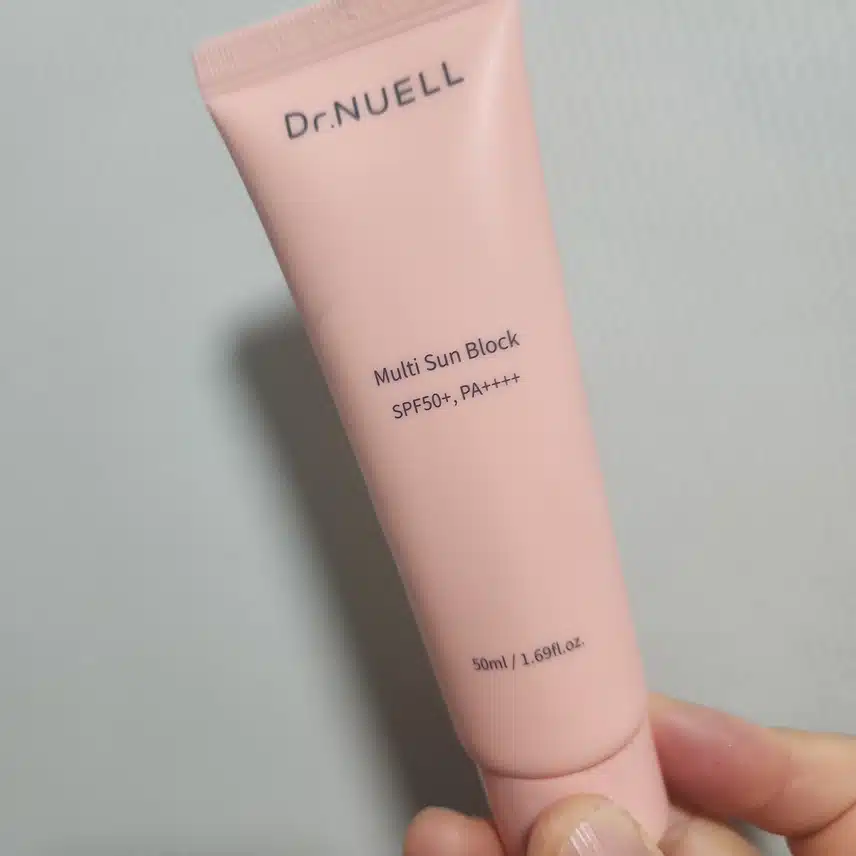 Dr.NUELL
Multi Sun Block
SPF50+, PA++++
50ml / 1.69fl.oz.